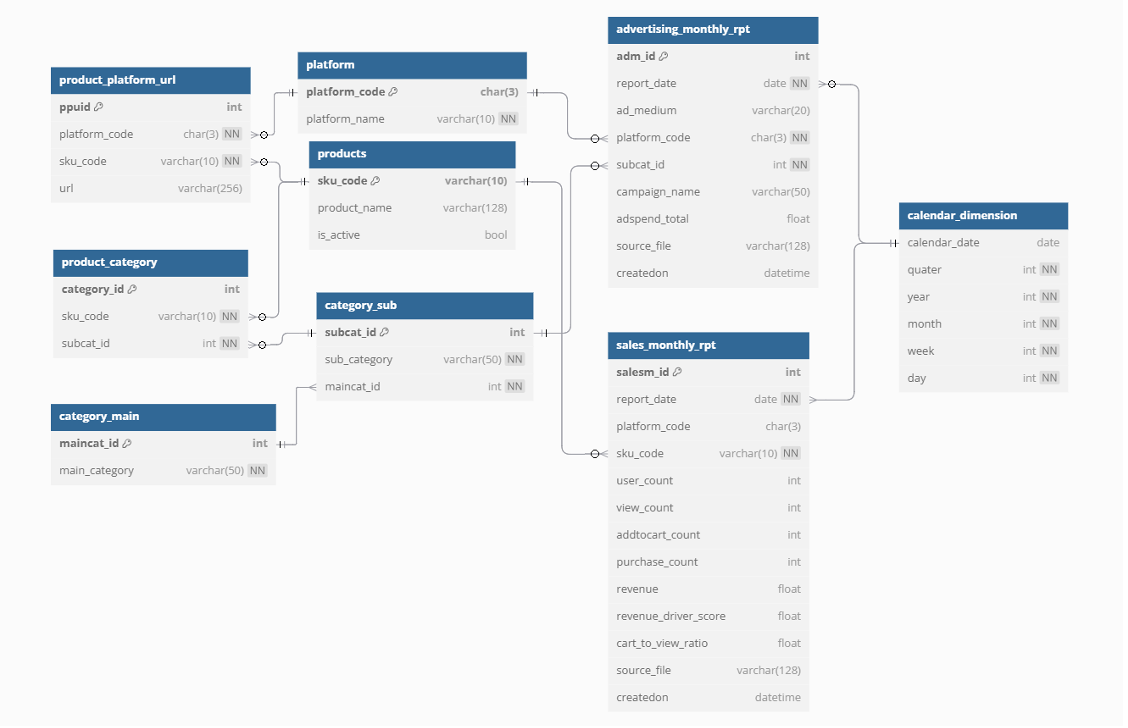 product_platform_url
ppuid int
platform_code char(3) NN
sku_code varchar(10) NN
url varchar(256)
platform
platform_code char(3)
platform_name varchar(10) NN
products
sku_code varchar(10)
product_name varchar(128)
is_active bool
product_category
category_id int
sku_code varchar(10) NN
subcat_id int NN
category_sub
subcat_id int
sub_category varchar(50) NN
maincat_id int NN
category_main
maincat_id int
main_category varchar(50) NN
advertising_monthly_rpt
adm_id int
report_date date NN
ad_medium varchar(20)
platform_code char(3) NN
subcat_id int NN
campaign_name varchar(50)
adspend_total float
source_file varchar(128)
createdon datetime
sales_monthly_rpt
salesm_id int
report_date date NN
platform_code char(3)
sku_code varchar(10) NN
user_count int
view_count int
addtocart_count int
purchase_count int
revenue float
revenue_driver_score float
cart_to_view_ratio float
source_file varchar(128)
createdon datetime
calendar_dimension
calendar_date date
quater int NN
year int NN
month int NN
week int NN
day int NN